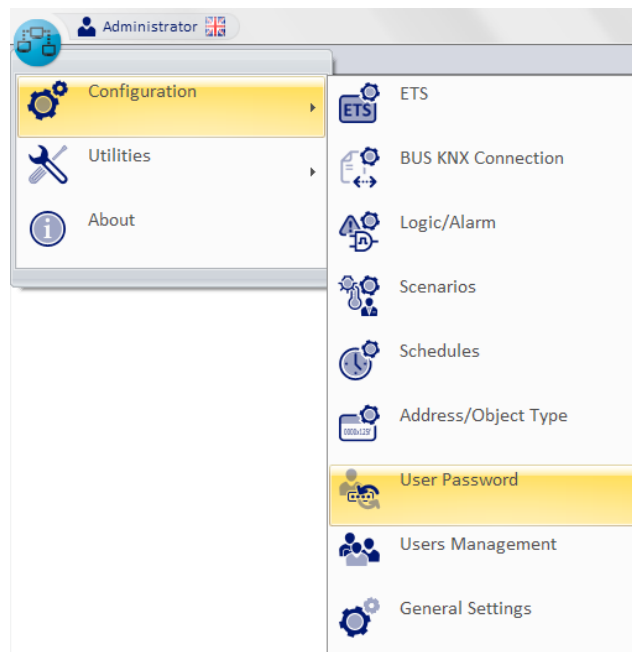 Administrator
Configuration
Utilities
About
ETS
ETS
BUS KNX Connection
Logic/Alarm
Scenarios
Schedules
Address/Object Type
User Password
Users Management
General Settings